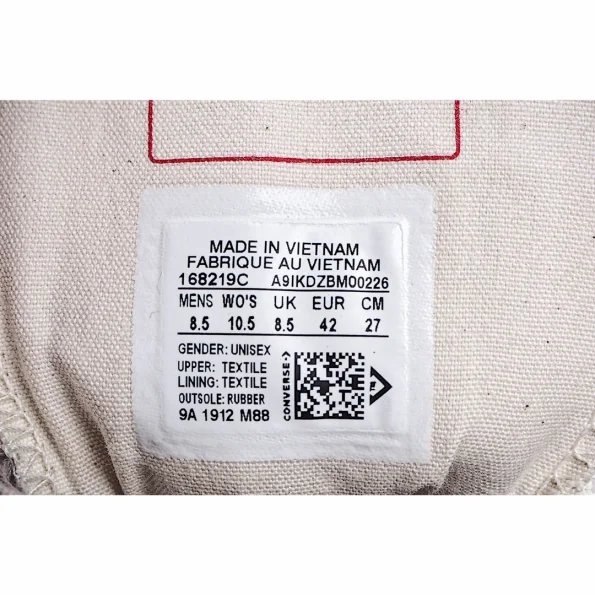 MADE IN VIETNAM
FABRIQUE AU VIETNAM
168219C A9IKDZBMO0226
MENS WO'S UK EUR CM
8.5 10.5 8.5 42 27
GENDER: UNISEX
UPPER: TEXTILE
LINING: TEXTILE
OUTSOLE: RUBBER
9A 1912 M88
CONVERSE